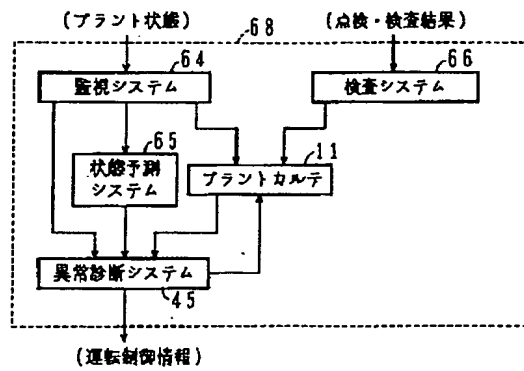 (プラント状態)
(点検・検査結果)
68
64
66
監視システム
検査システム
65
11
状態予測
システム
プラントカルテ
異常診断システム
45
(運転制御情報)